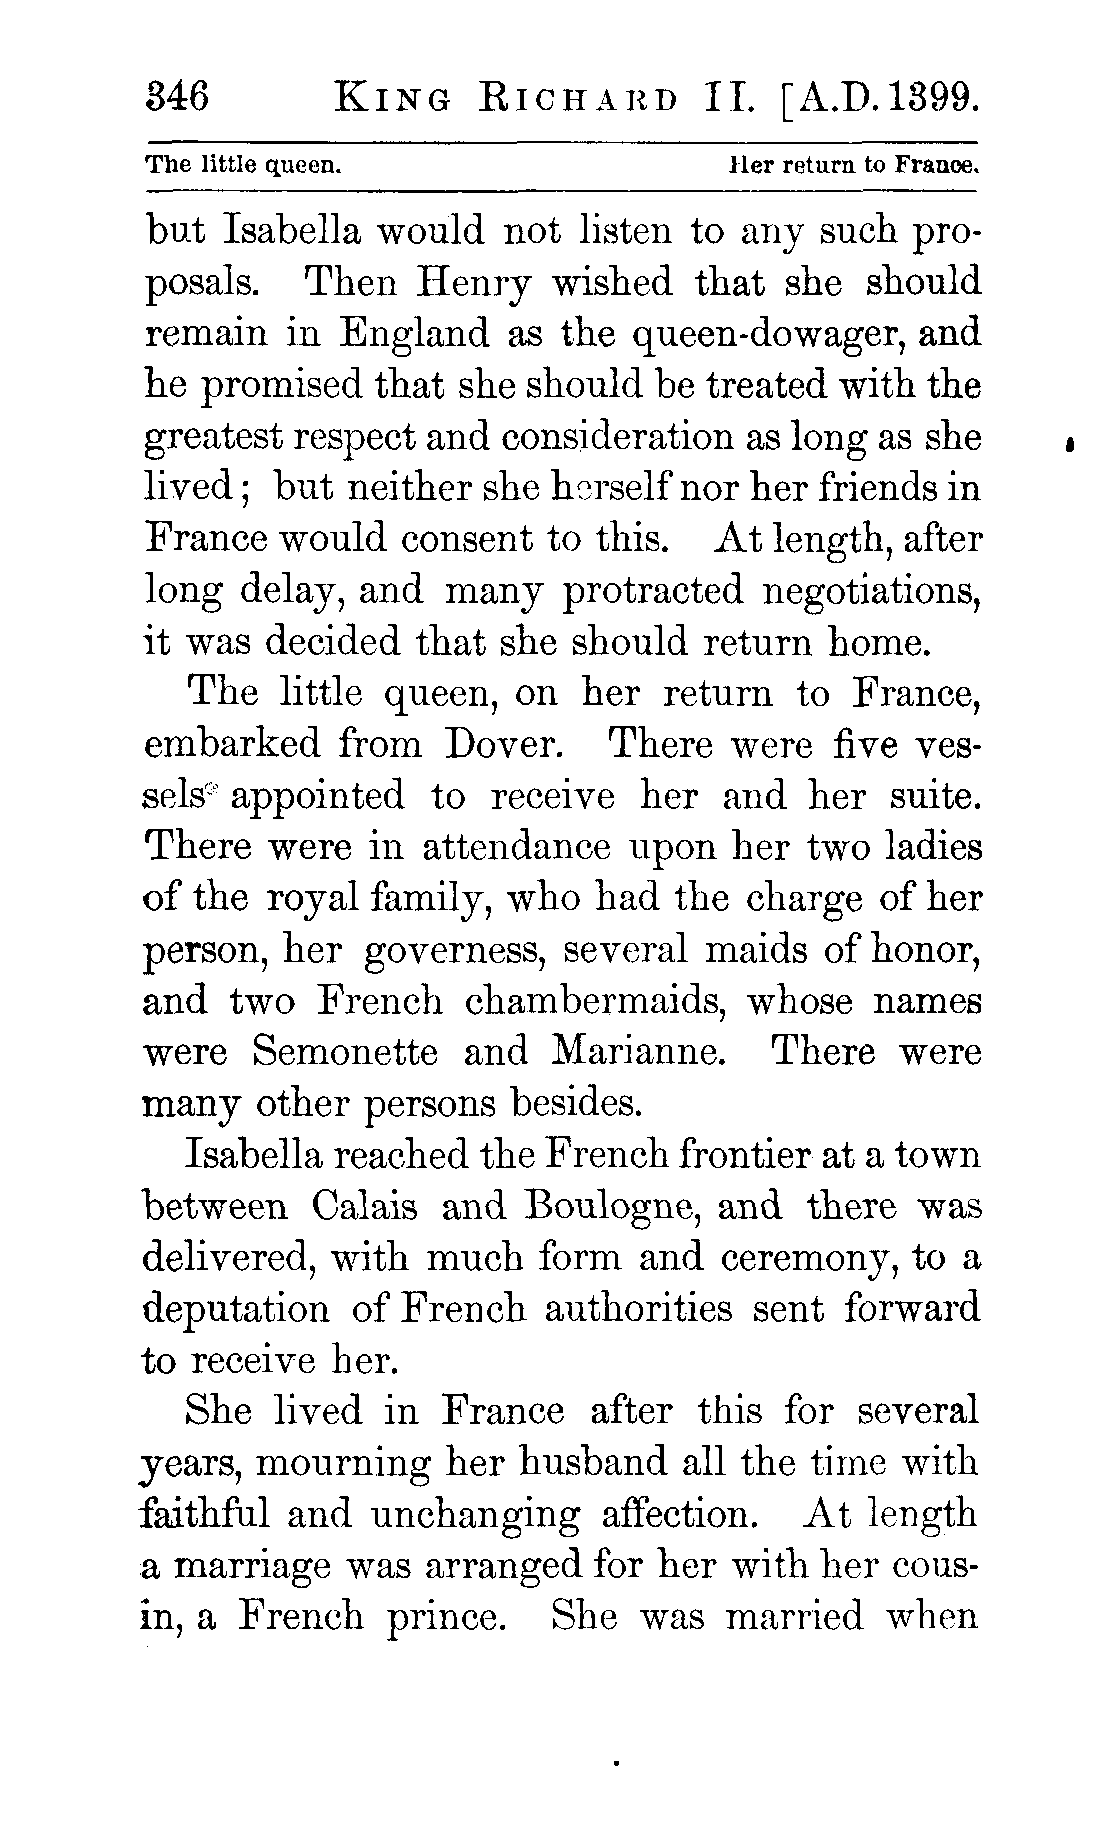 346 KING RICHARD II. [A.D. 1399.
The little queen. Her return to France.
but Isabella would not listen to any such pro-
posals. Then Henry wished that she should
remain in England as the queen-dowager, and
he promised that she should be treated with the
greatest respect and consideration as long as she
lived; but neither she herself nor her friends in
France would consent to this. At length, after
long delay, and many protracted negotiations,
it was decided that she should return home.
The little queen, on her return to France,
embarked from Dover. There were five ves-
sels* appointed to receive her and her suite.
There were in attendance upon her two ladies
of the royal family, who had the charge of her
person, her governess, several maids of honor,
and two French chambermaids, whose names
were Semonette and Marianne. There were
many other persons besides.
Isabella reached the French frontier at a town
between Calais and Boulogne, and there was
delivered, with much form and ceremony, to a
deputation of French authorities sent forward
to receive her.
She lived in France after this for several
years, mourning her husband all the time with
faithful and unchanging affection. At length
a marriage was arranged for her with her cous-
in, a French prince. She was married when